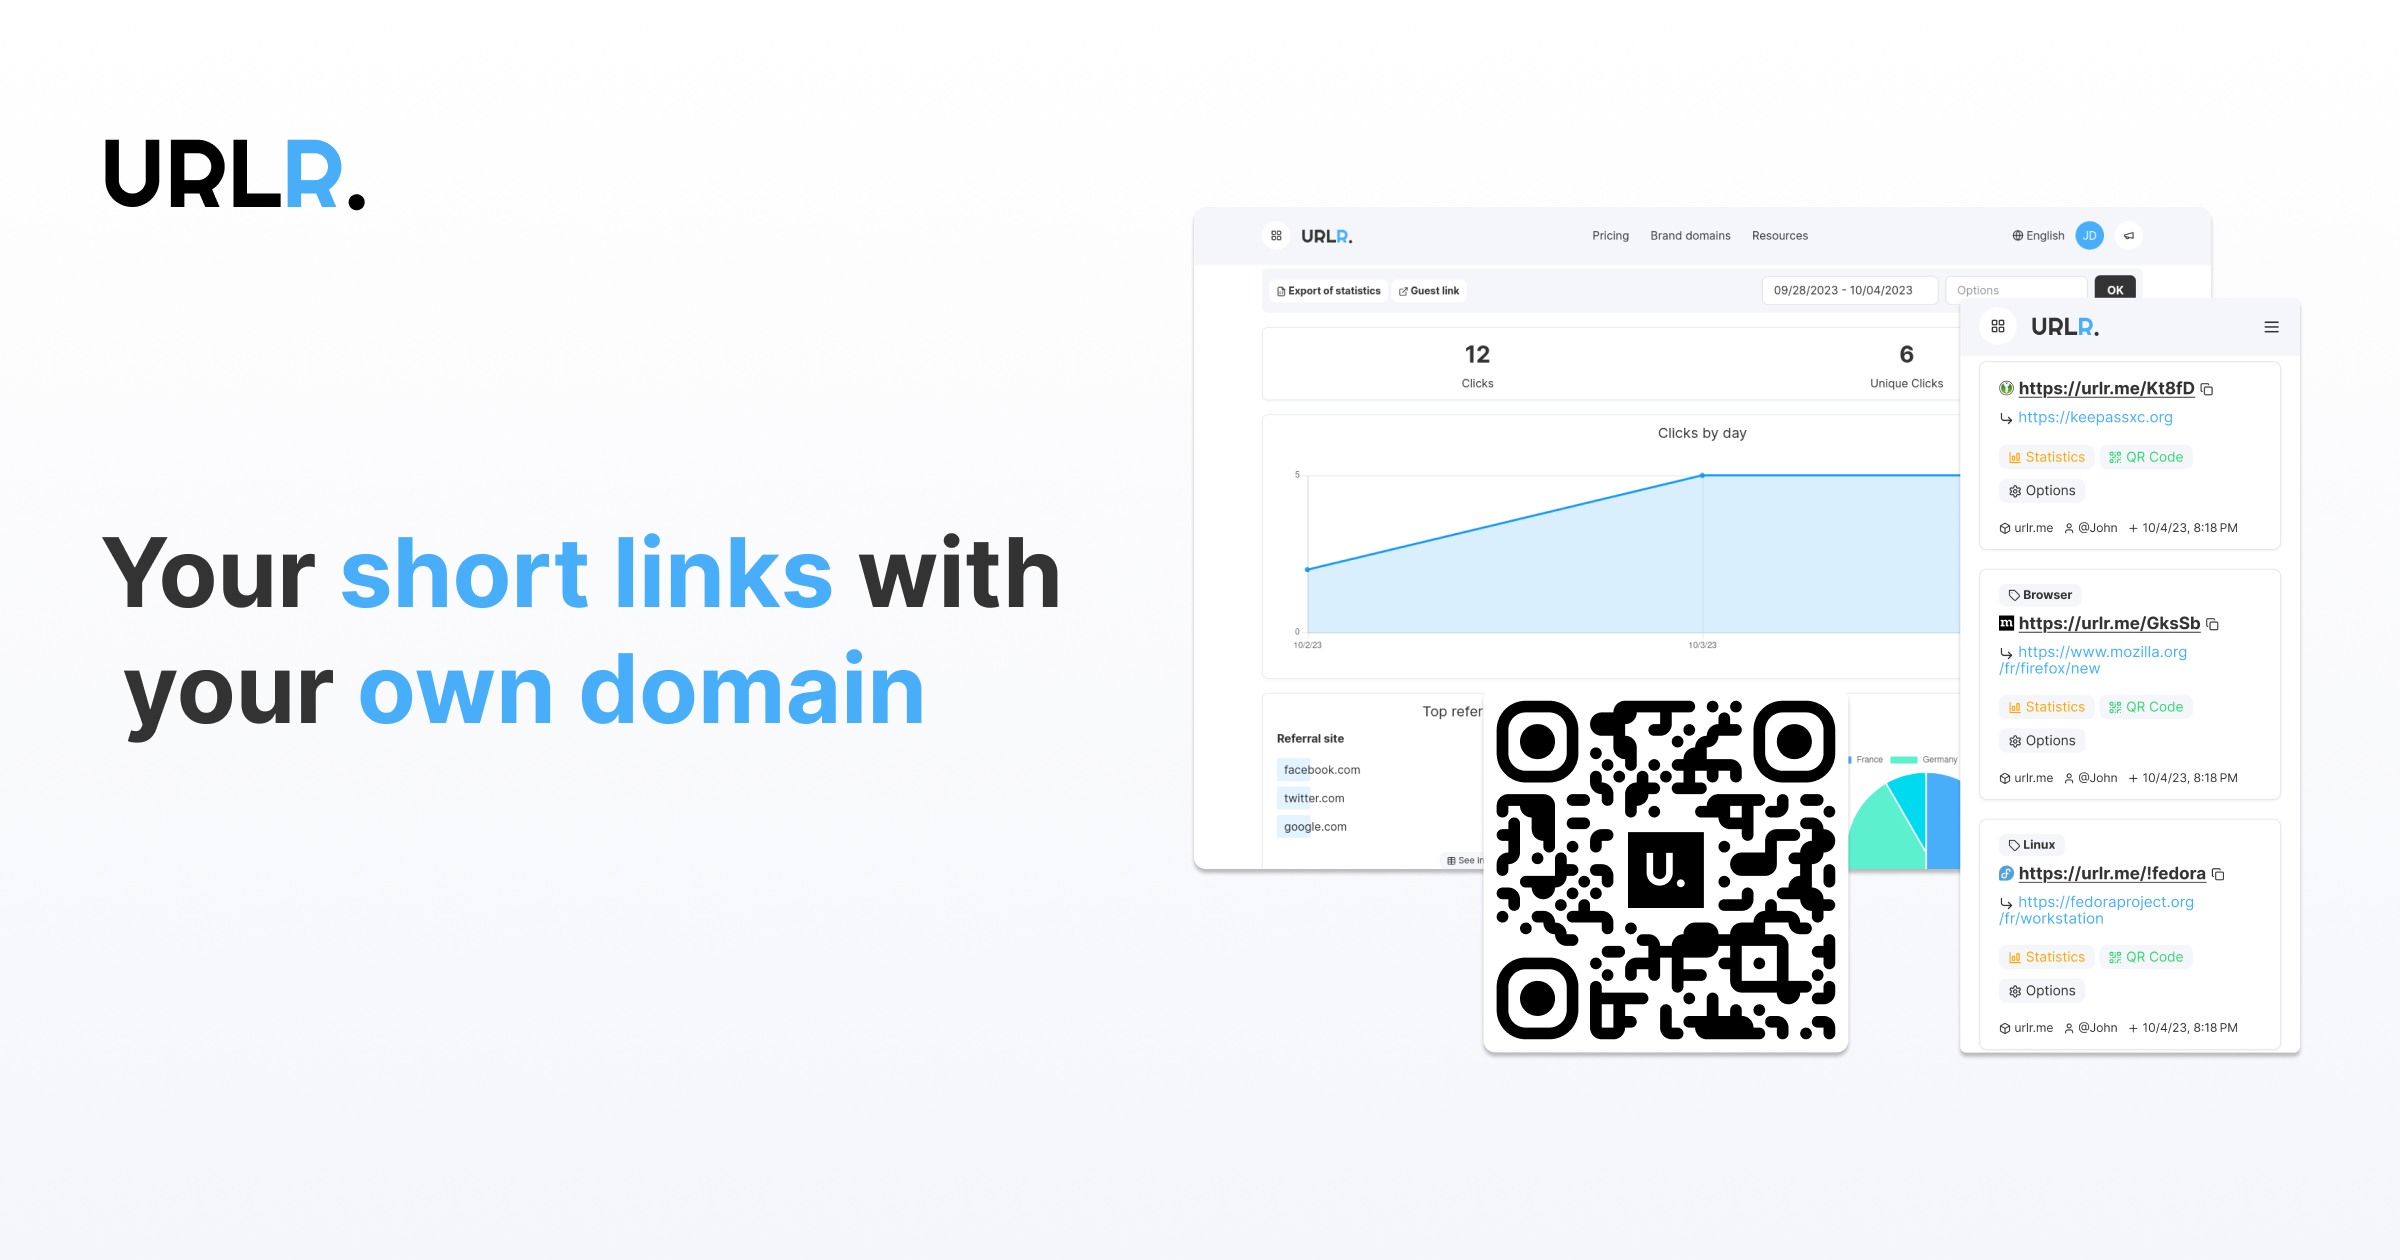 URLR.
Your short links with
your own domain
URLR.
Pricing
Brand domains
Resources
English
JD
Export of statistics
Guest link
09/28/2023 - 10/04/2023
Options
OK
12
Clicks
6
Unique Clicks
Clicks by day
5
0
10/2/23
10/3/23
Top refer
Referral site
facebook.com
twitter.com
google.com
See in
France
Germany
U.
URLR.
https://urlr.me/Kt8fD
https://keepassxc.org
Statistics
QR Code
Options
urlr.me @John + 10/4/23, 8:18 PM
Browser
m
https://urlr.me/GksSb
https://www.mozilla.org
/fr/firefox/new
Statistics
QR Code
Options
urlr.me @John + 10/4/23, 8:18 PM
Linux
https://urlr.me/!fedora
https://fedoraproject.org
/fr/workstation
Statistics
QR Code
Options
urlr.me @John + 10/4/23, 8:18 PM